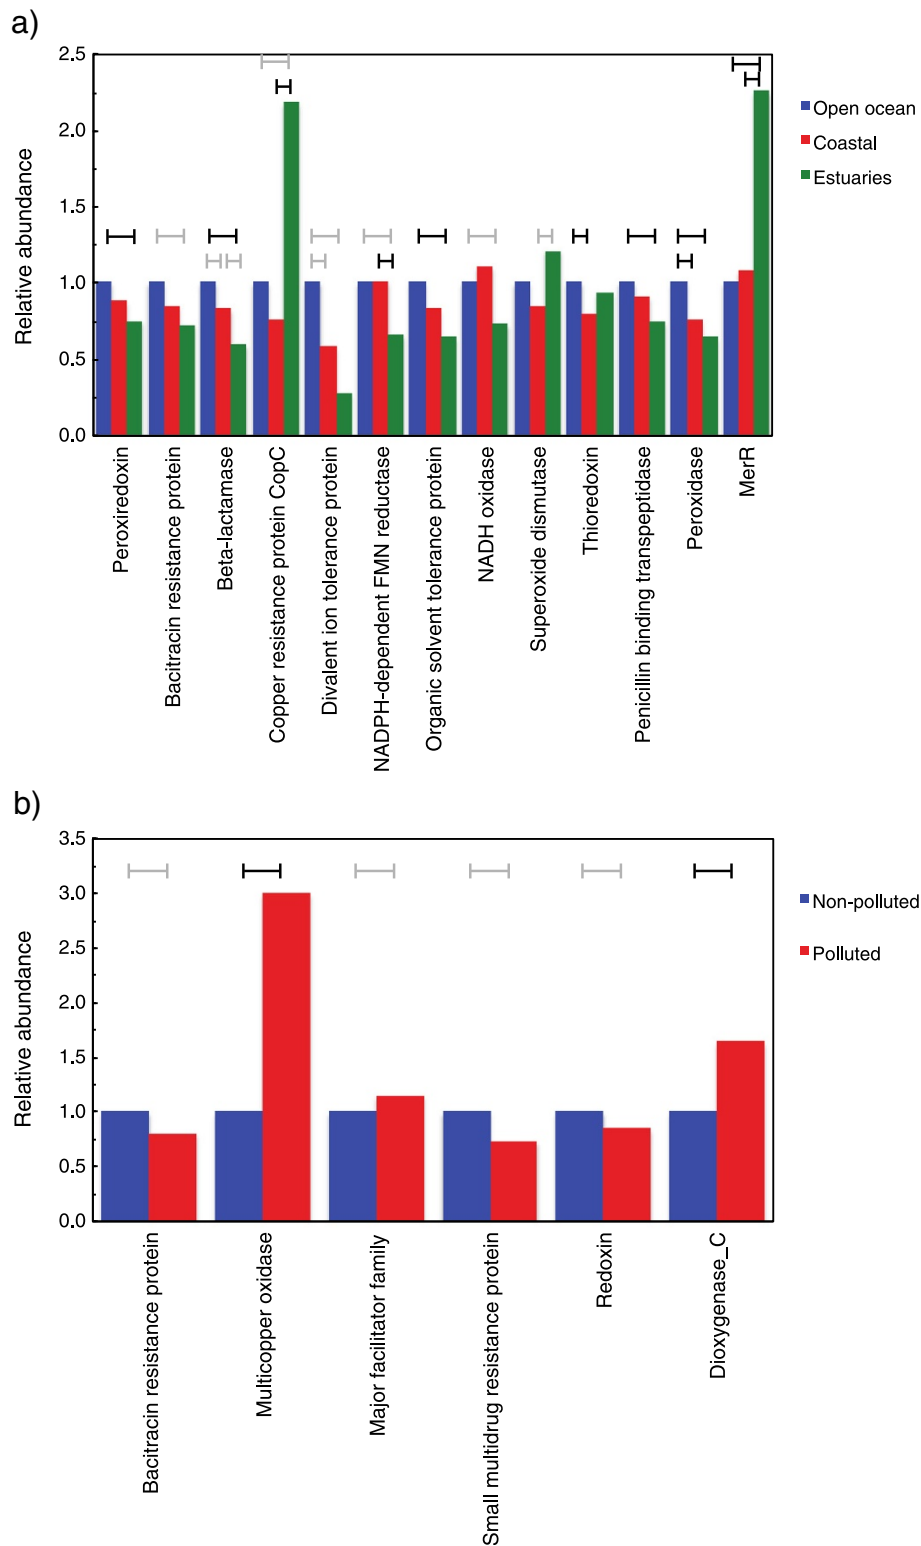 a)
2.5
2.0
1.5
1.0
0.5
0.0
Relative abundance
Open ocean
Coastal
Estuaries
Peroxiredoxin
Bacitracin resistance protein
Beta-lactamase
Copper resistance protein CopC
Divalent ion tolerance protein
NADPH-dependent FMN reductase
Organic solvent tolerance protein
NADH oxidase
Superoxide dismutase
Thioredoxin
Penicillin binding transpeptidase
Peroxidase
MerR
b)
3.5
3.0
2.5
2.0
1.5
1.0
0.5
0.0
Relative abundance
Non-polluted
Polluted
Bacitracin resistance protein
Multicopper oxidase
Major facilitator family
Small multidrug resistance protein
Redoxin
Dioxygenase_C